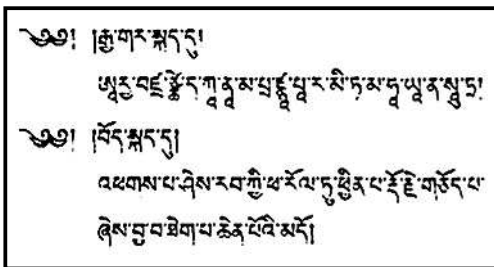 ༄༅། །རྒྱ་གར་སྐད་དུ།
ཨཱརྱ་བཛྲ་ཙྪེད་ཀཱ་ནཱ་མ་པྲ་ཛྙཱ་པཱ་ར་མི་ཏ་མ་ཧཱ་ཡཱ་ན་སཱུ་ཏྲ།
༄༅། །བོད་སྐད་དུ།
འཕགས་པ་ཤེས་རབ་ཀྱི་ཕ་རོལ་ཏུ་ཕྱིན་པ་རྡོ་རྗེ་གཅོད་པ་
ཞེས་བྱ་བ་ཐེག་པ་ཆེན་པོའི་མདོ།